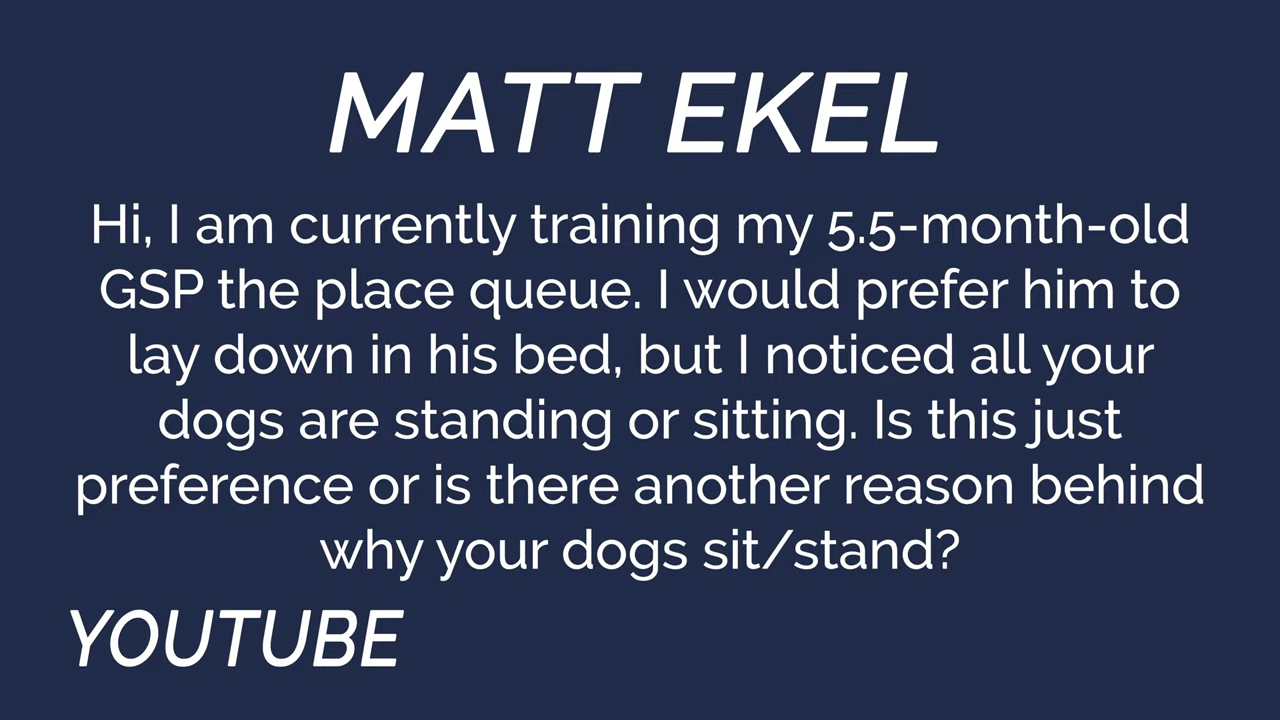 MATT EKEL
Hi, I am currently training my 5.5-month-old
GSP the place queue. I would prefer him to
lay down in his bed, but I noticed all your
dogs are standing or sitting. Is this just
preference or is there another reason behind
why your dogs sit/stand?
YOUTUBE